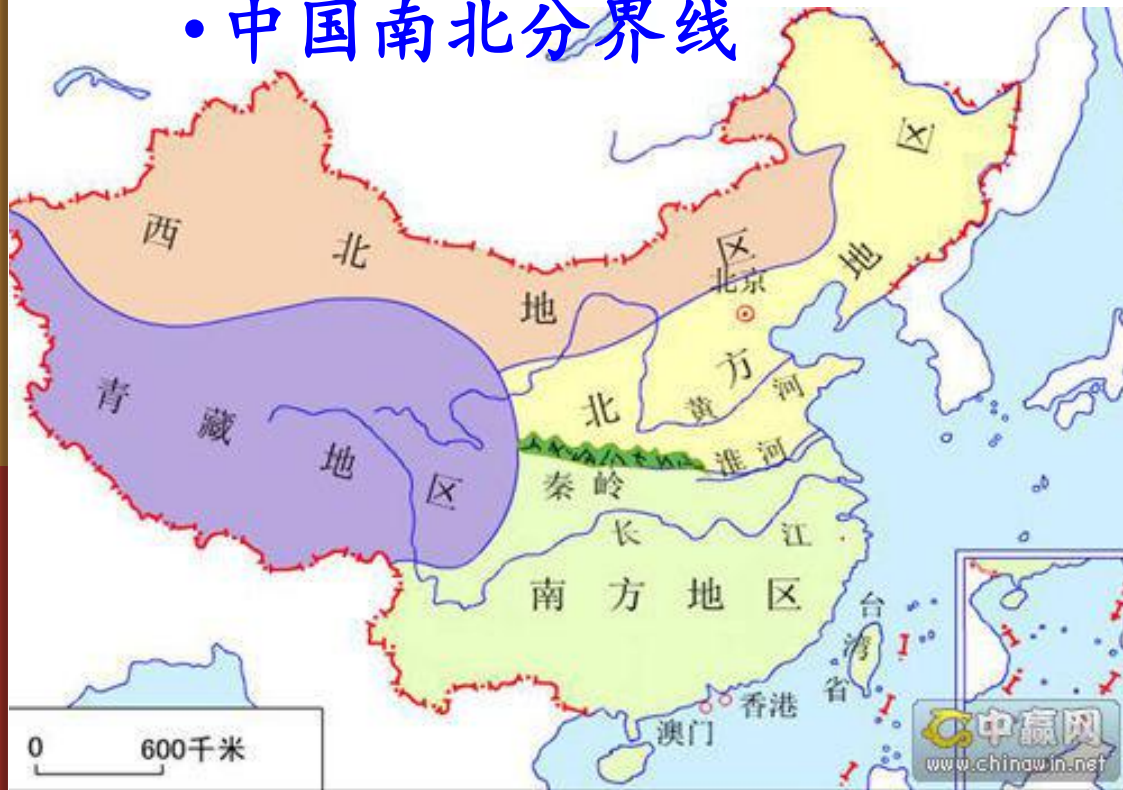 •中国南北分界线
西北地区
北方地区
北京
青藏地区
黄河
淮河
秦岭
长江
南方地区
台湾省
香港
澳门
0 600千米
中赢网
www.chinawin.net